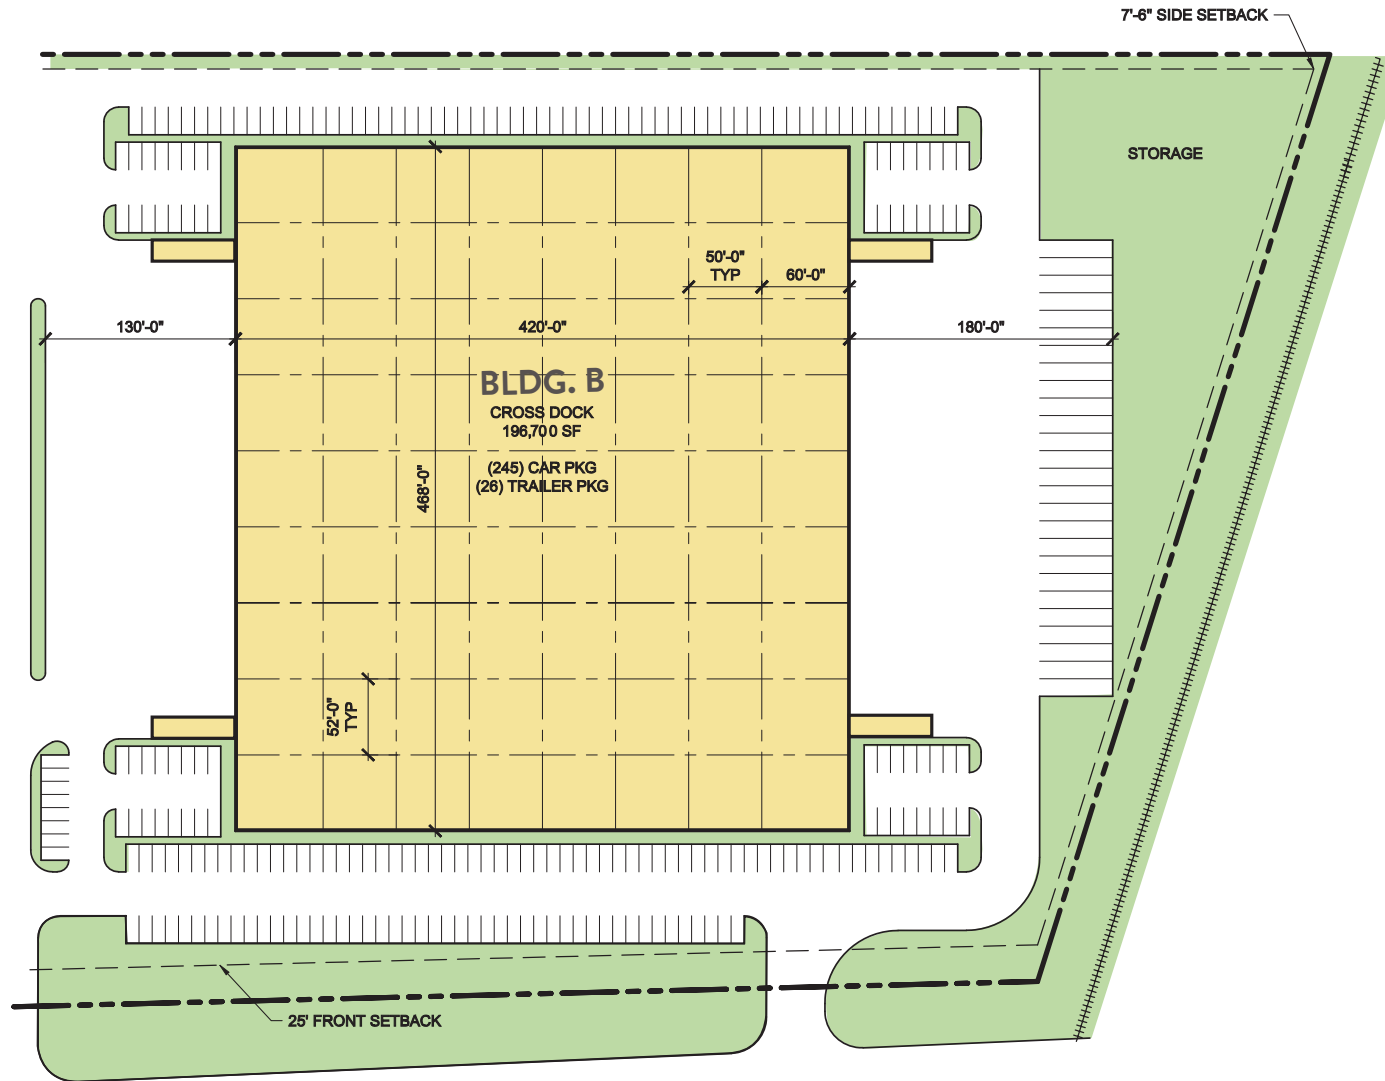 7'-6" SIDE SETBACK
STORAGE
50'-0"
TYP
60'-0"
130'-0"
420'-0"
180'-0"
BLDG. B
CROSS DOCK
196,700 SF
(245) CAR PKG
(26) TRAILER PKG
468'-0"
52'-0"
TYP
25' FRONT SETBACK